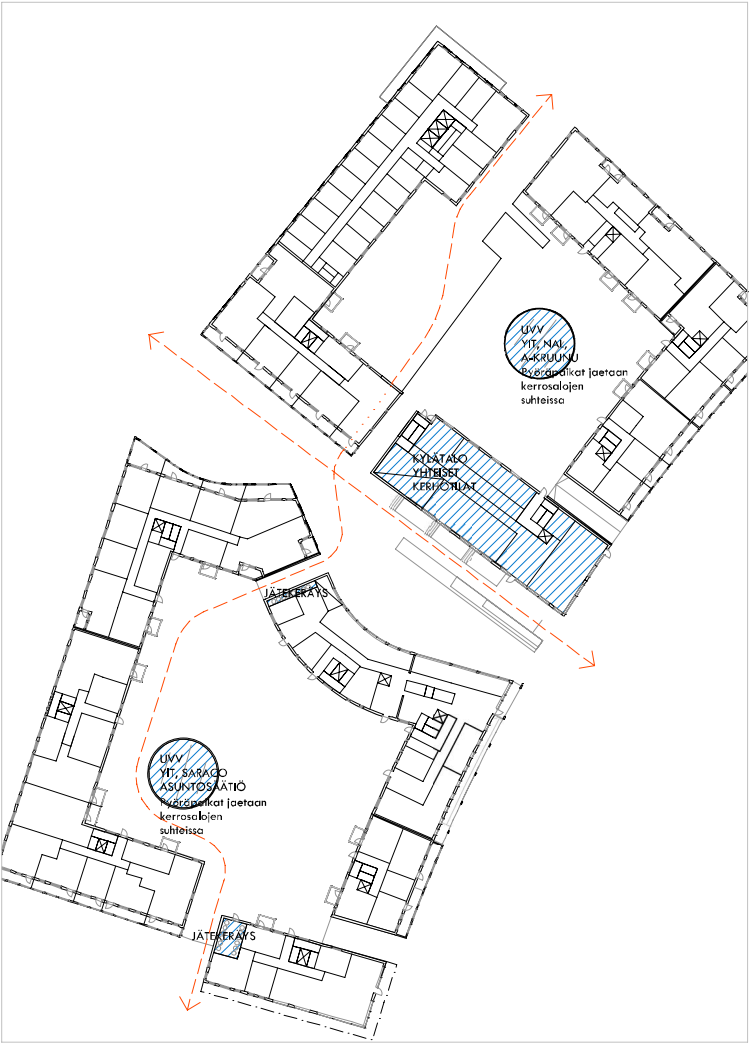 UVV
YIT, NAL,
A-KRUUNU
Pyöräpaikat jaetaan
kerrosalojen
suhteissa
KYLÄTALO
YHTEISET
KERHOTILAT
JÄTEKERÄYS
UVV
YIT, SARACO
ASUNTOSÄÄTIÖ
Pyöräpaikat jaetaan
kerrosalojen
suhteissa
JÄTEKERÄYS